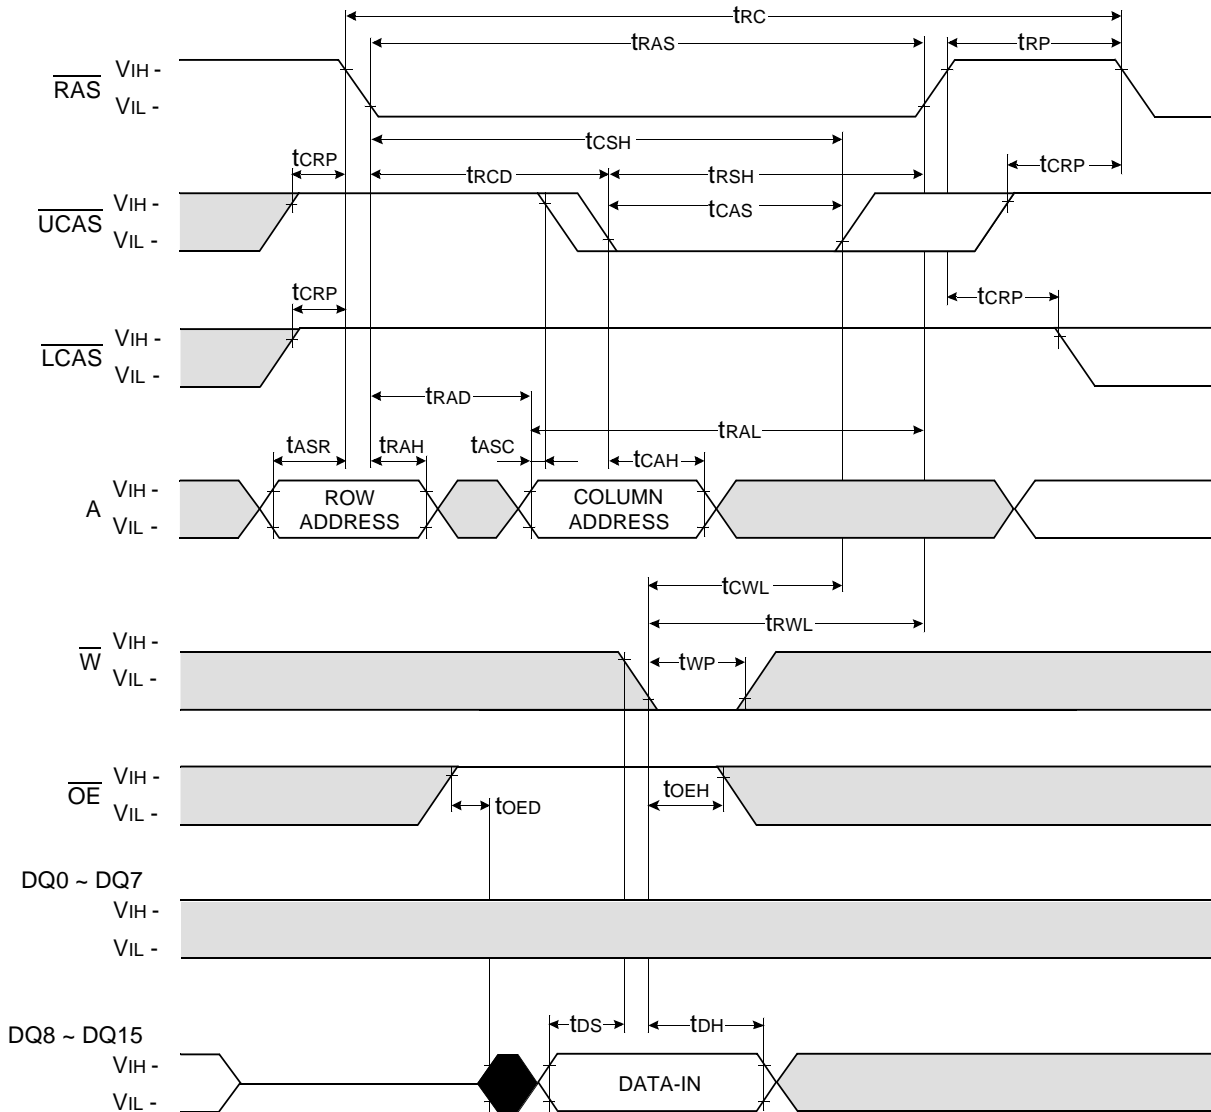 tRC
tRAS
tRP
RAS
VIH -
VIL -
tCSH
tCRP
tRCD
tRSH
tCRP
UCAS
VIH -
VIL -
tCAS
tCRP
tCRP
LCAS
VIH -
VIL -
tRAD
tRAL
tASR
tRAH
tASC
tCAH
A
VIH -
VIL -
ROW
ADDRESS
COLUMN
ADDRESS
tCWL
tRWL
W
VIH -
VIL -
tWP
OE
VIH -
VIL -
tOED
tOEH
DQ0 ~ DQ7
VIH -
VIL -
DQ8 ~ DQ15
VIH -
VIL -
tDS
tDH
DATA-IN